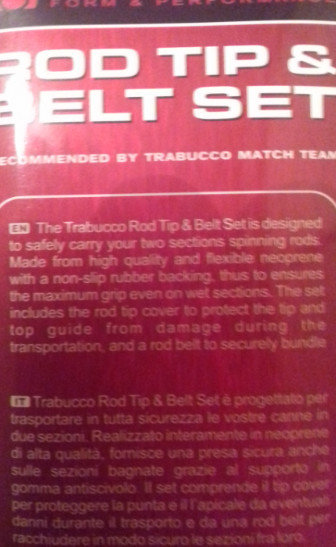 FORM & PERFORMANCE
ROD TIP &
BELT SET
RECOMMENDED BY TRABUCCO MATCH TEAM
EN The Trabucco Rod Tip & Belt Set is designed
to safely carry your two sections spinning rods.
Made from high quality and flexible neoprene
with a non-slip rubber backing, thus to ensures
the maximum grip even on wet sections. The set
includes the rod tip cover to protect the tip and
top guide from damage during the
transportation, and a rod belt to securely bundle
IT Trabucco Rod Tip & Belt Set è progettato per
trasportare in tutta sicurezza le vostre canne in
due sezioni. Realizzato interamente in neoprene
di alta qualità, fornisce una presa sicura anche
sulle sezioni bagnate grazie al supporto in
gomma antiscivolo. Il set comprende il tip cover
per proteggere la punta e il l'apicale da eventuali
danni durante il trasporto e da una rod belt per
racchiudere in modo sicuro le sezioni fra loro.